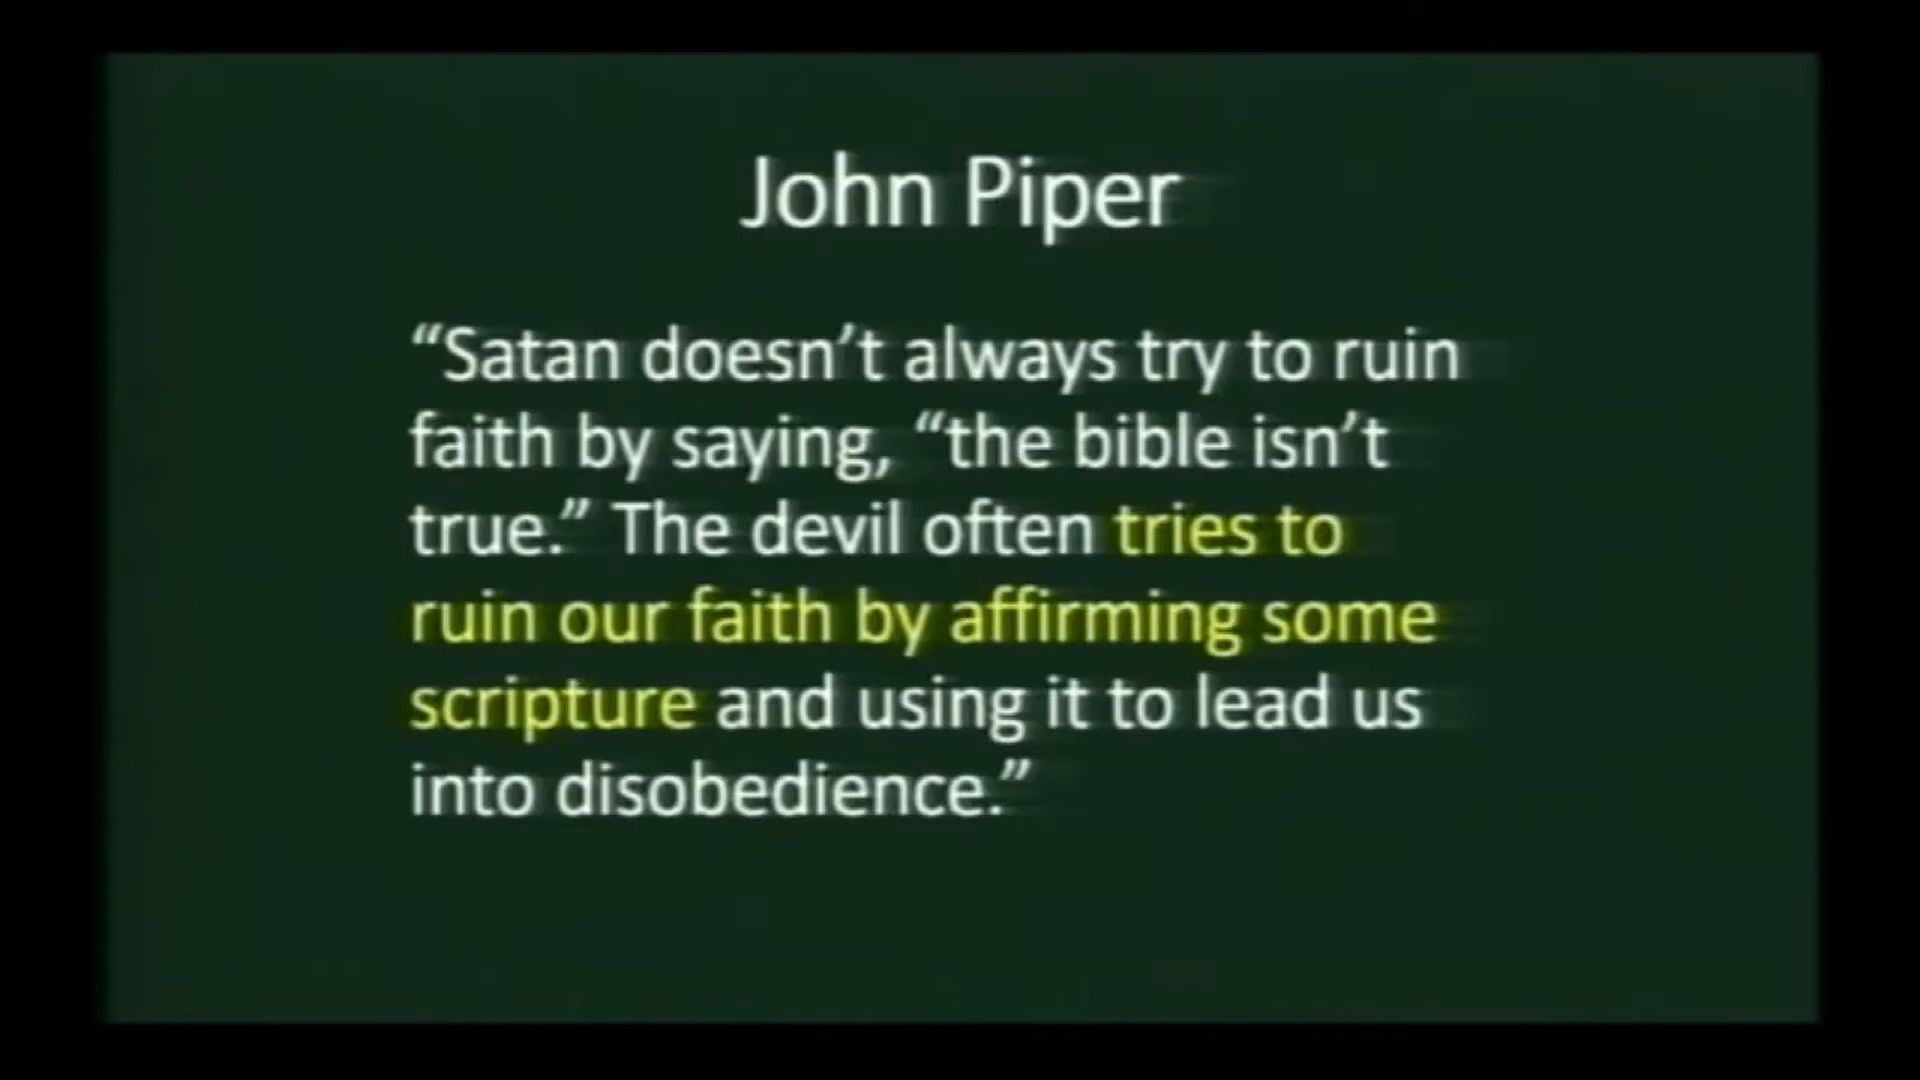 John Piper
“Satan doesn’t always try to ruin
faith by saying, “the bible isn’t
true.” The devil often tries to
ruin our faith by affirming some
scripture and using it to lead us
into disobedience.”